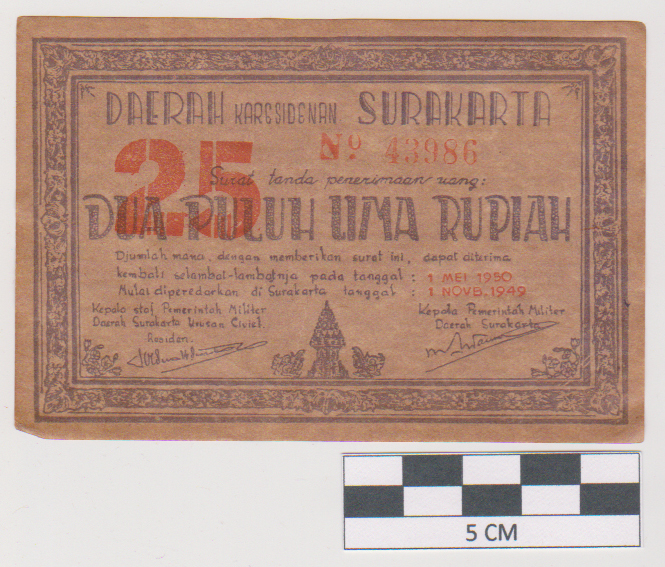 DAERAH KARESIDENAN SURAKARTA
25
Nº 43986
Surat tanda penerimaan uang:
DUA PULUH LIMA RUPIAH
Djumlah mana, dengan memberikan surat ini, dapat diterima
kembali selambat-lambatnja pada tanggal : 1 MEI 1950
Mulai diperedarkan di Surakarta tanggal : 1 NOVB. 1949
Kepala staf Pemerintah Militer
Daerah Surakarta Urusan Civiel.
Residen.
Kepala Pemerintah Militer
Daerah Surakarta
5 CM